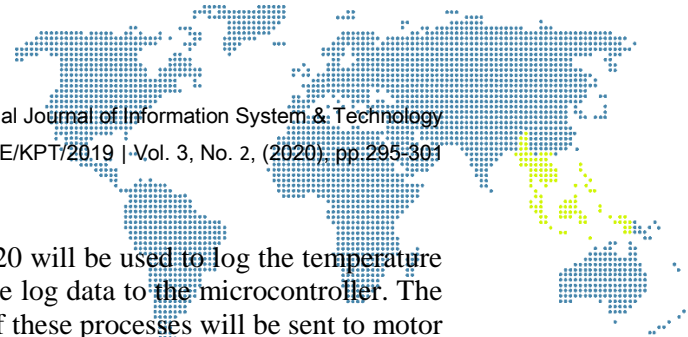 al Journal of Information System & Technology
E/KPT/2019 | Vol. 3, No. 2, (2020), pp.295-301
20 will be used to log the temperature
e log data to the microcontroller. The
f these processes will be sent to motor